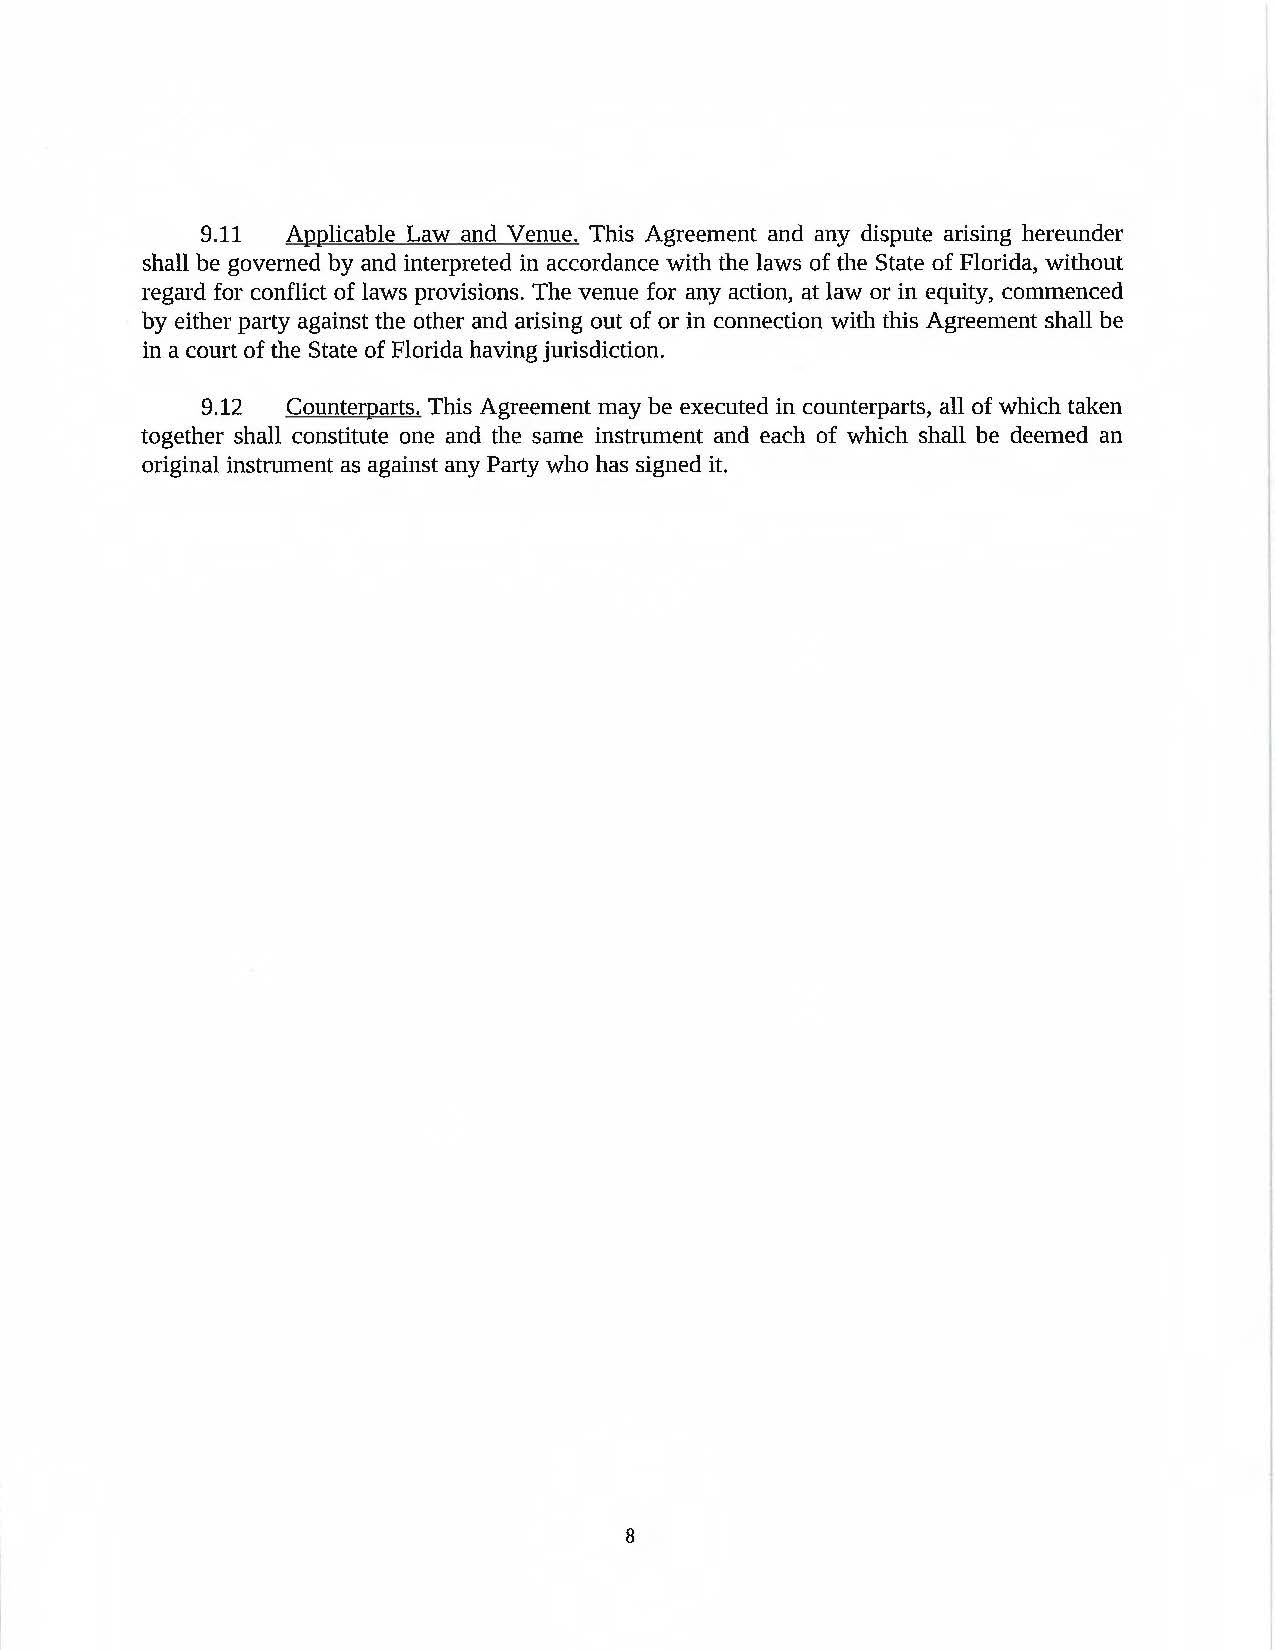 9.11 Applicable Law and Venue. This Agreement and any dispute arising hereunder
shall be governed by and interpreted in accordance with the laws of the State of Florida, without
regard for conflict of laws provisions. The venue for any action, at law or in equity, commenced
by either party against the other and arising out of or in connection with this Agreement shall be
in a court of the State of Florida having jurisdiction.
9.12 Counterparts. This Agreement may be executed in counterparts, all of which taken
together shall constitute one and the same instrument and each of which shall be deemed an
original instrument as against any Party who has signed it.
8